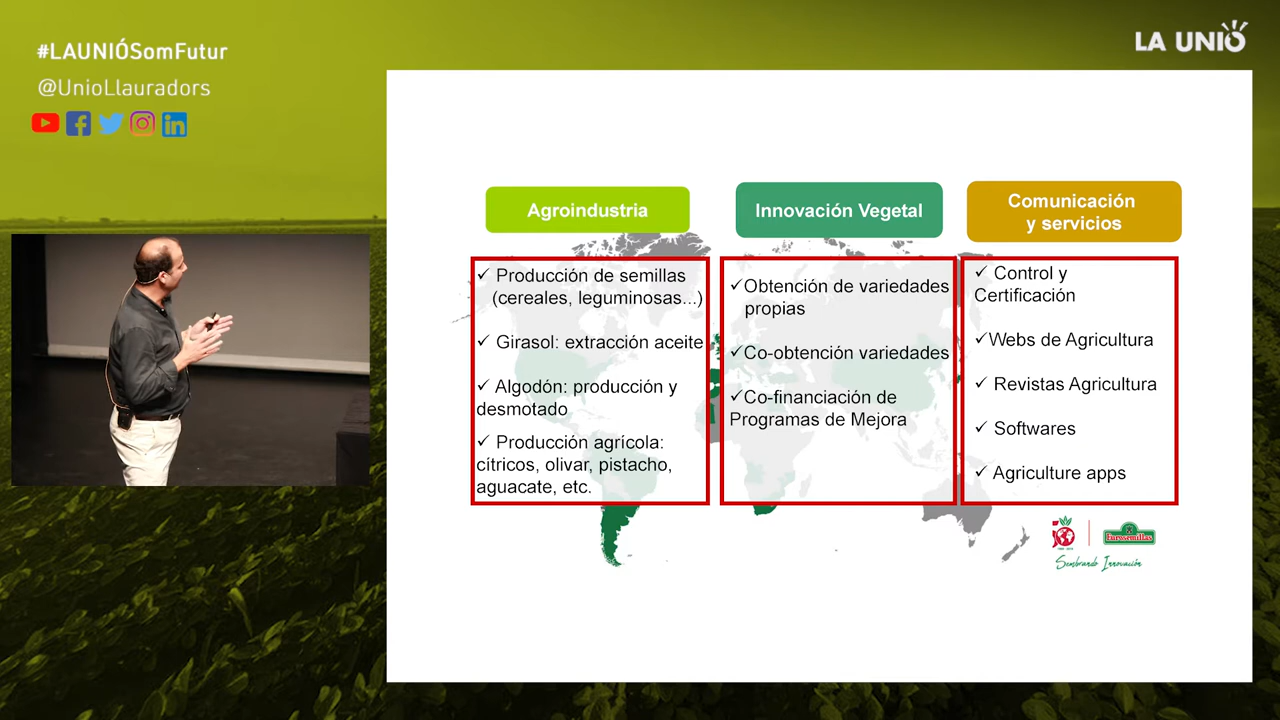 #LAUNIÓSomFutur
@UnioLlauradors
LA UNIÓ
Agroindustria
✓ Producción de semillas
(cereales, leguminosas...)
✓ Girasol: extracción aceite
✓ Algodón: producción y
desmotado
✓ Producción agrícola:
cítricos, olivar, pistacho,
aguacate, etc.
Innovación Vegetal
✓Obtención de variedades
propias
✓Co-obtención variedades
✓Co-financiación de
Programas de Mejora
Comunicación
y servicios
✓ Control y
Certificación
✓Webs de Agricultura
✓ Revistas Agricultura
✓ Softwares
✓ Agriculture apps
Eurosemillas
Sembrando Innovación